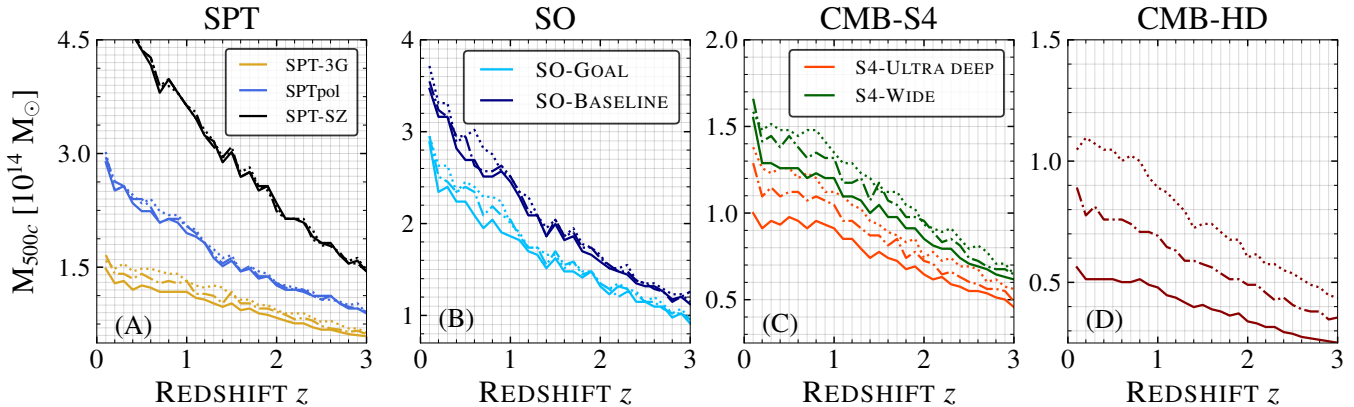 SPT
SO
CMB-S4
CMB-HD
M500c [10^14 M⊙]
4.5
3.0
1.5
SPT-3G
SPTpol
SPT-SZ
(A)
0 1 2 3
REDSHIFT z
4
3
2
1
SO-GOAL
SO-BASELINE
(B)
0 1 2 3
REDSHIFT z
2.0
1.5
1.0
0.5
S4-ULTRA DEEP
S4-WIDE
(C)
0 1 2 3
REDSHIFT z
1.5
1.0
0.5
(D)
0 1 2 3
REDSHIFT z